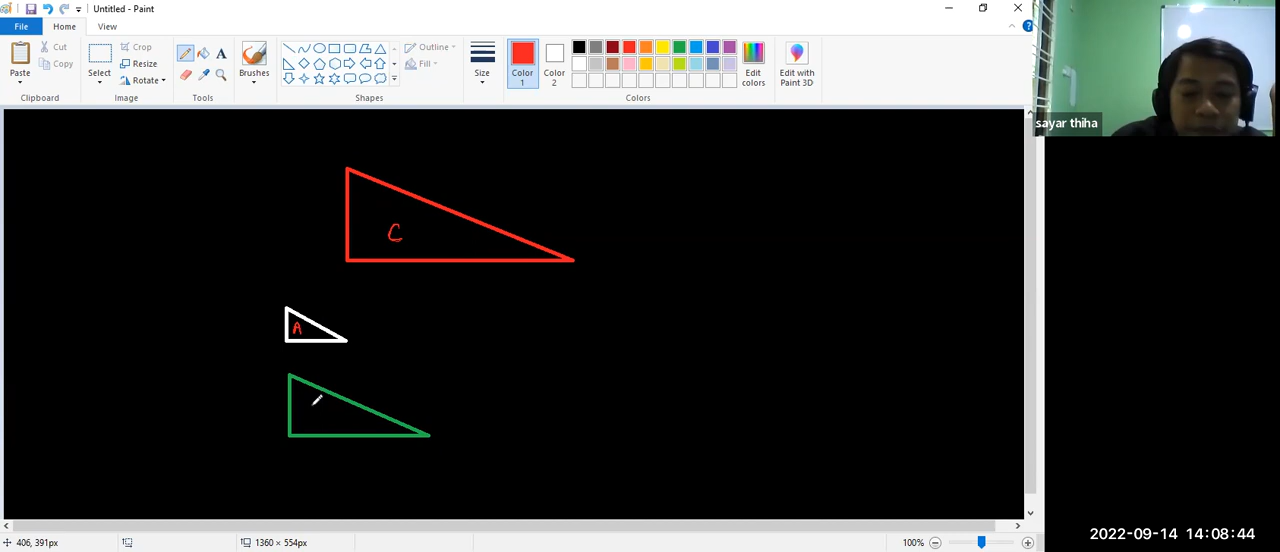 Untitled - Paint
File
Home
View
Paste
Cut
Copy
Clipboard
Select
Crop
Resize
Rotate
Image
A
Tools
Brushes
Shapes
Outline
Fill
Size
Color
1
Color
2
Edit
colors
Colors
Edit with
Paint 3D
sayar thiha
C
A
406, 391px
1360 × 554px
100%
2022-09-14 14:08:44